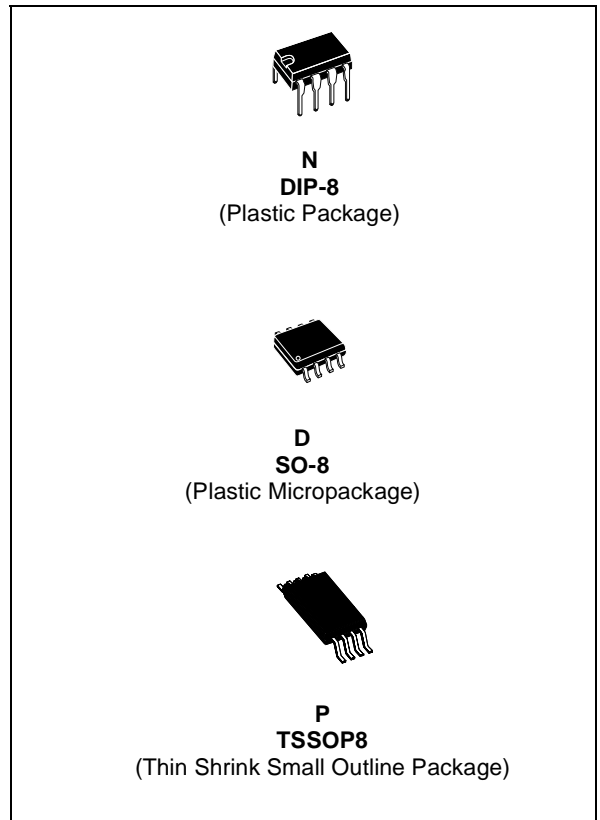 N
DIP-8
(Plastic Package)
D
SO-8
(Plastic Micropackage)
P
TSSOP8
(Thin Shrink Small Outline Package)